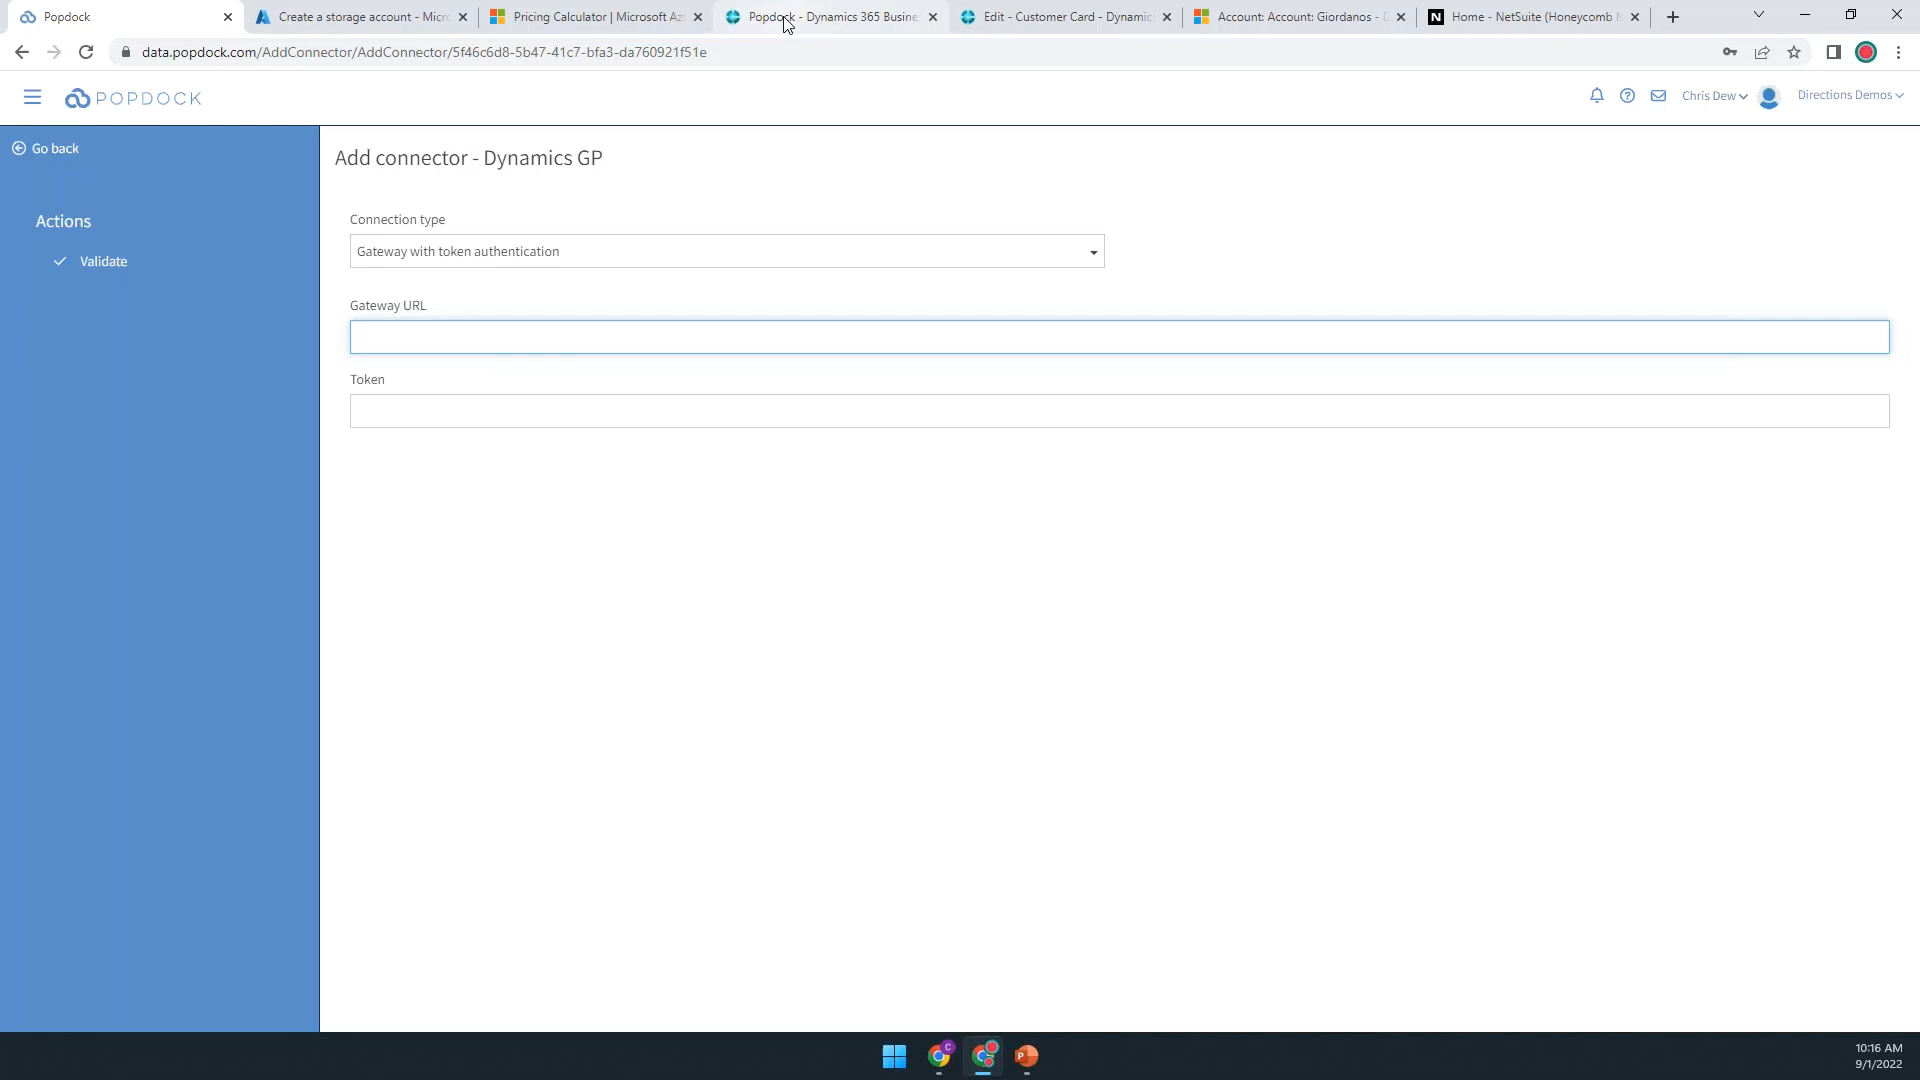 Popdock
Create a storage account - Micro
Pricing Calculator | Microsoft Az
Popdock - Dynamics 365 Busine
Edit - Customer Card - Dynamic
Account: Account: Giordanos - D
Home - NetSuite (Honeycomb
data.popdock.com/AddConnector/AddConnector/5f46c6d8-5b47-41c7-bfa3-da760921f51e
POPDOCK
Chris Dew
Directions Demos
Go back
Add connector - Dynamics GP
Actions
Validate
Connection type
Gateway with token authentication
Gateway URL
Token
10:16 AM
9/1/2022